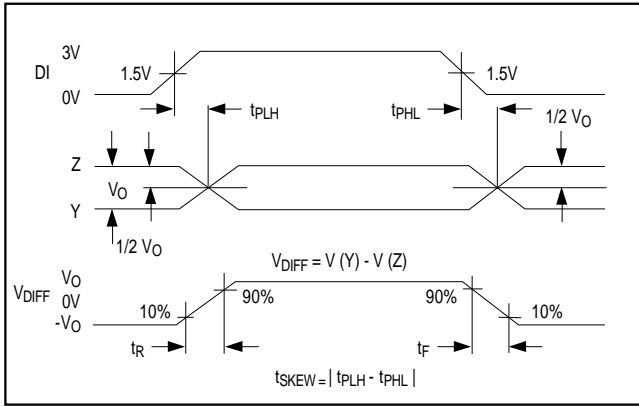 3V
DI
1.5V
1.5V
0V
tPLH
tPHL
1/2 VO
Z
VO
Y
1/2 VO
VDIFF = V (Y) - V (Z)
VO
VDIFF
0V
-VO
10%
90%
90%
10%
tR
tF
tSKEW = | tPLH - tPHL |